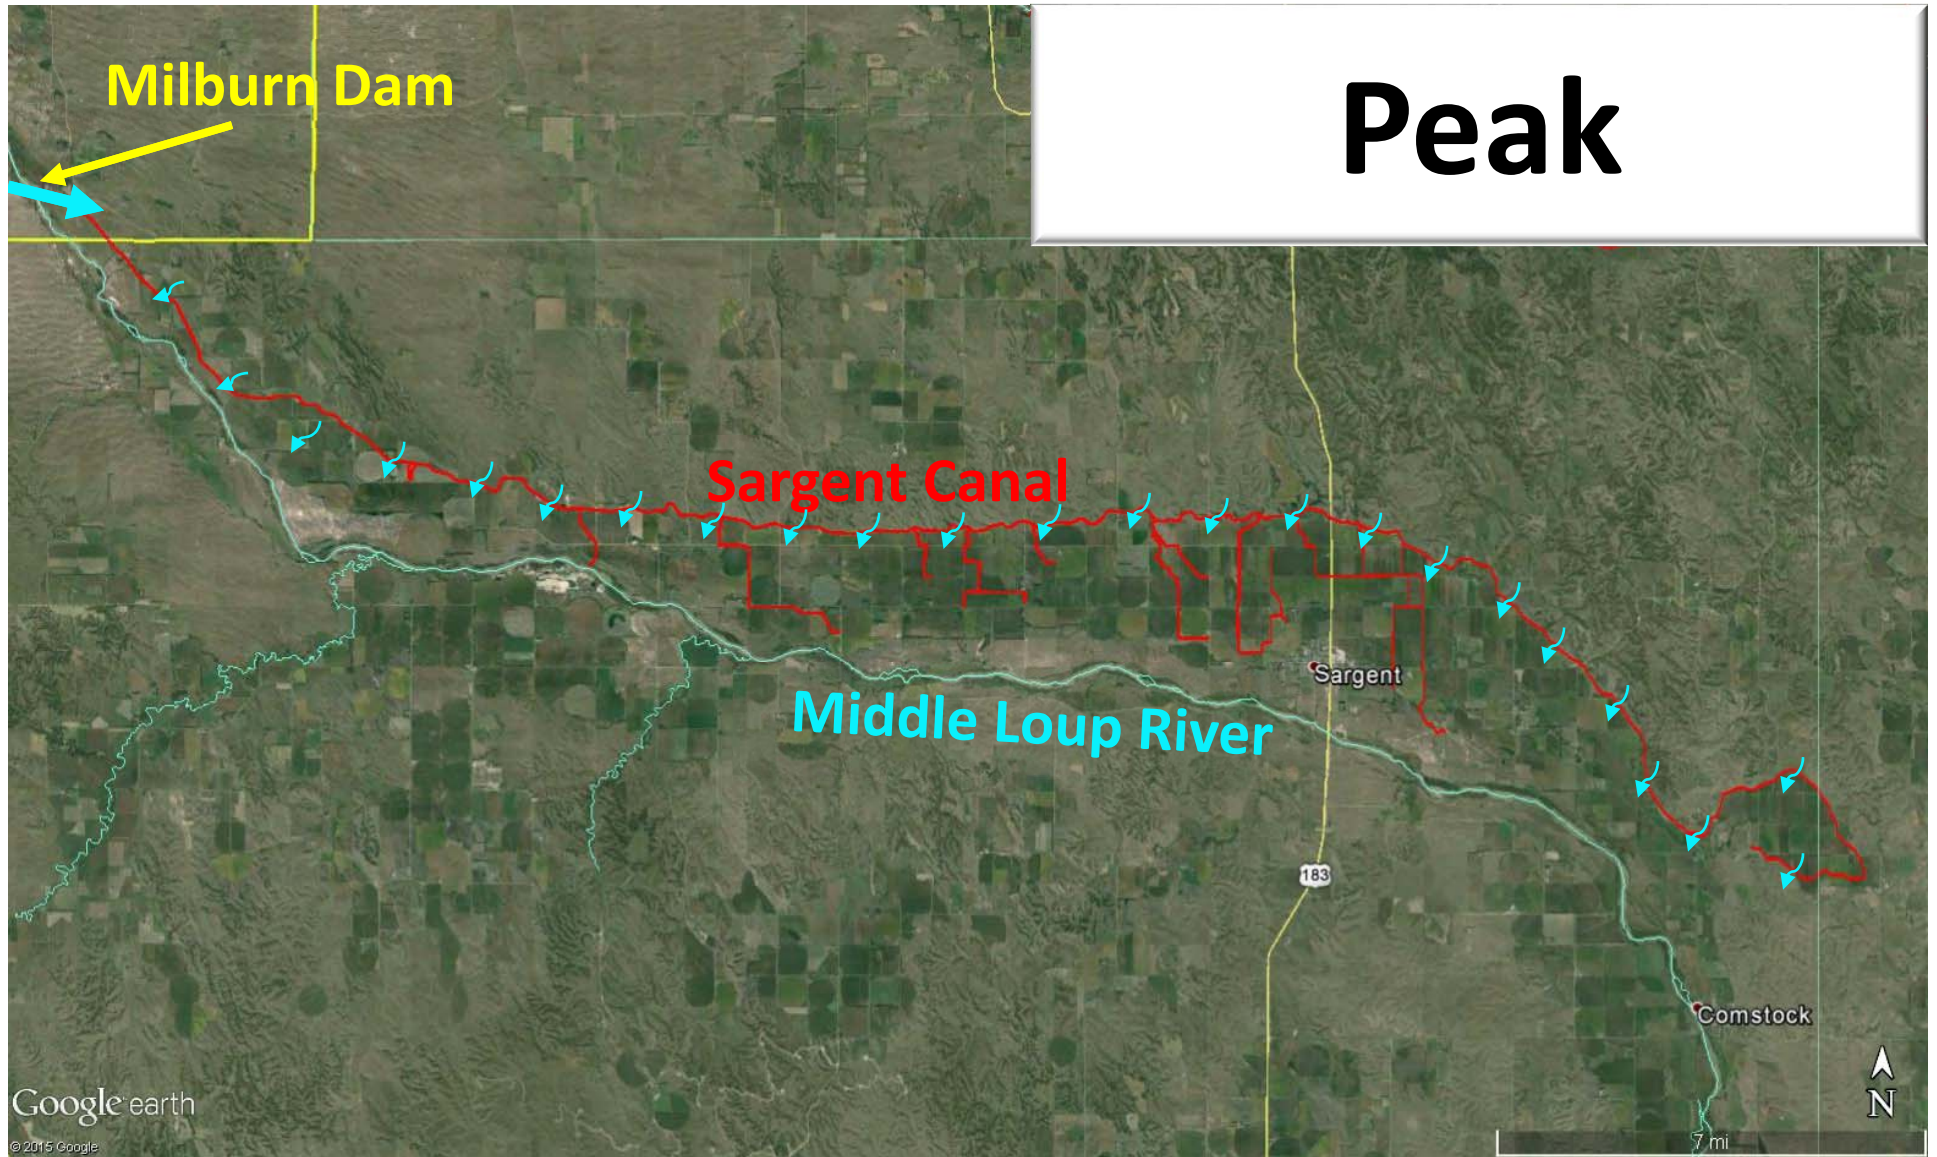 Peak
Milburn Dam
Sargent Canal
Sargent
Middle Loup River
183
Comstock
N
Google earth
© 2015 Google
7 mi